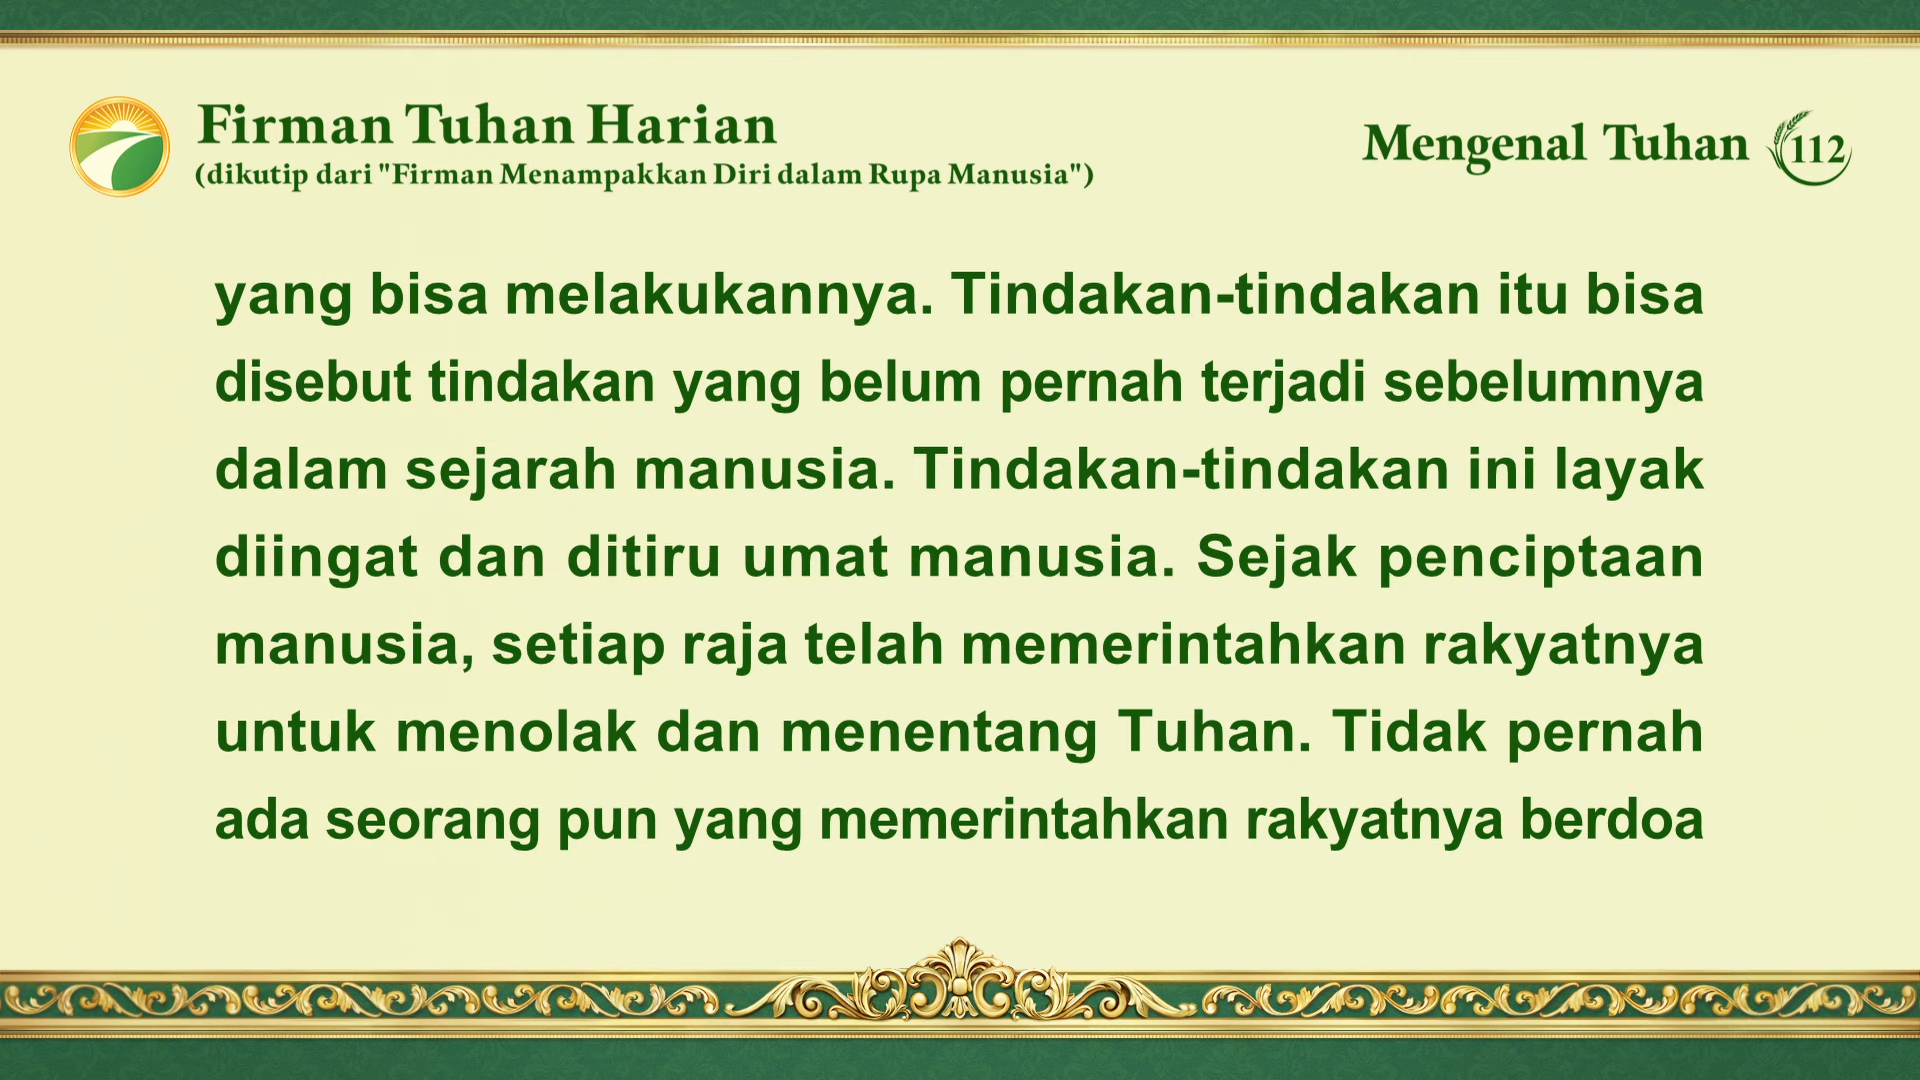 Firman Tuhan Harian
(dikutip dari "Firman Menampakkan Diri dalam Rupa Manusia")
Mengenal Tuhan 112
yang bisa melakukannya. Tindakan-tindakan itu bisa
disebut tindakan yang belum pernah terjadi sebelumnya
dalam sejarah manusia. Tindakan-tindakan ini layak
diingat dan ditiru umat manusia. Sejak penciptaan
manusia, setiap raja telah memerintahkan rakyatnya
untuk menolak dan menentang Tuhan. Tidak pernah
ada seorang pun yang memerintahkan rakyatnya berdoa